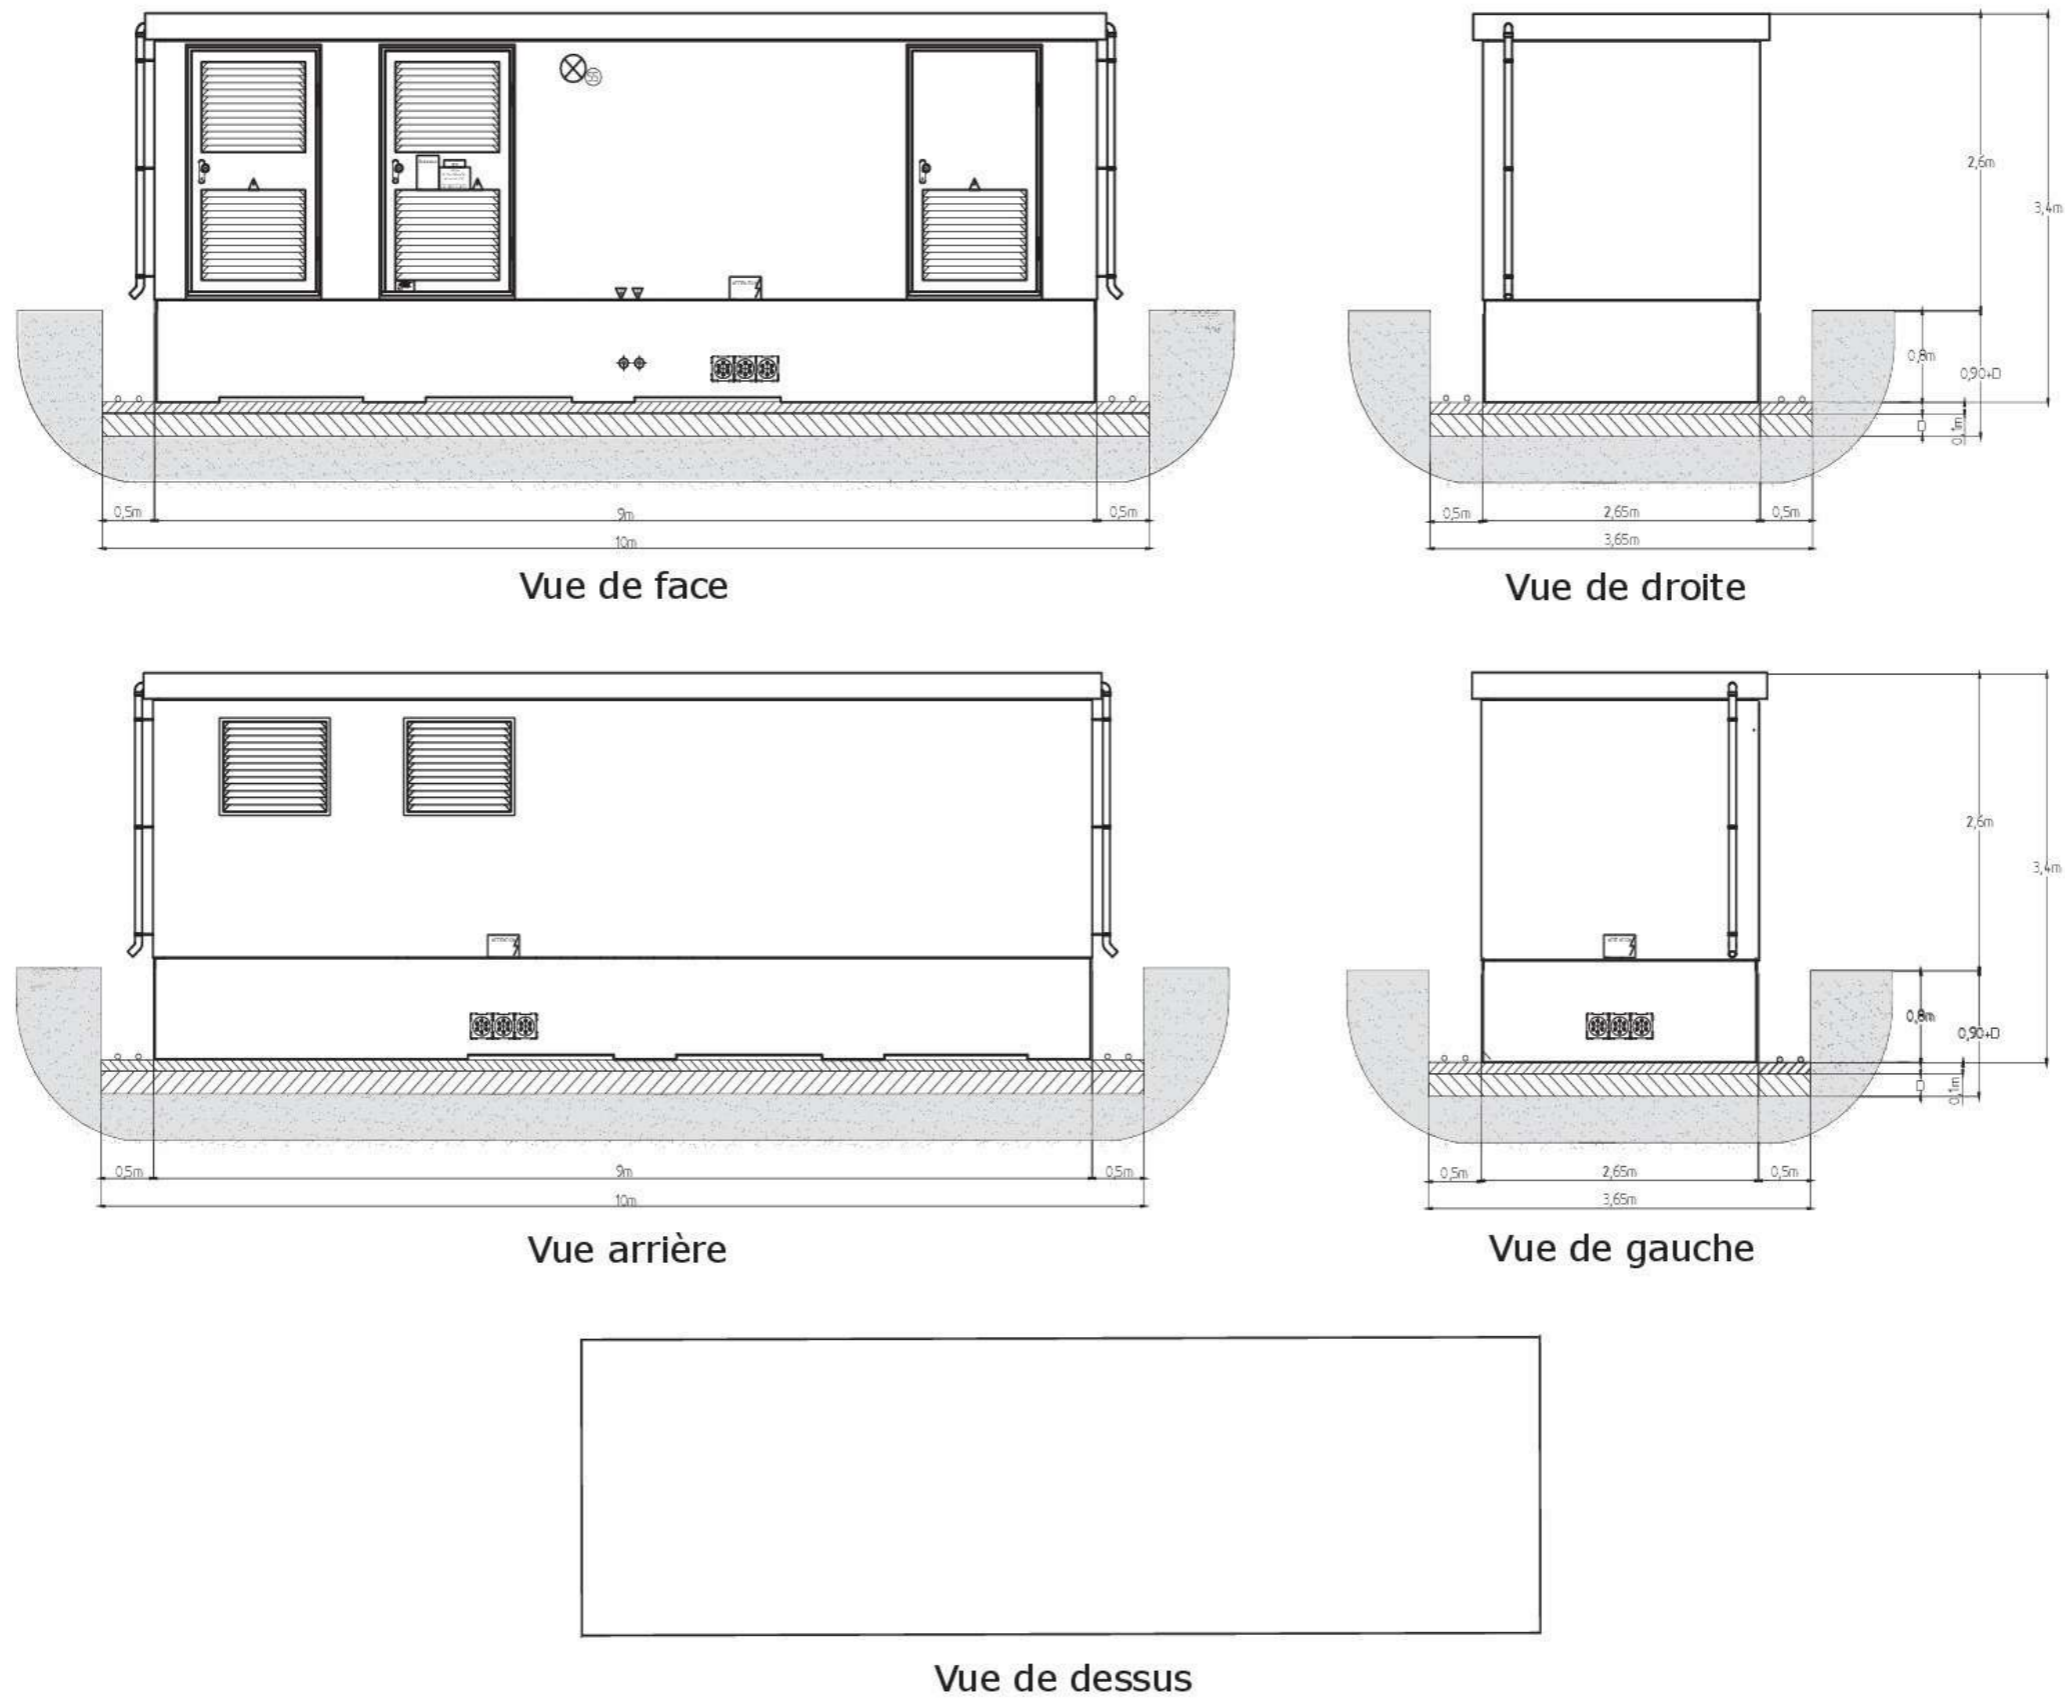 55
2,6m
3,4m
ATTENTION
0,8m
0,90+D
D
0,1m
0,5m 9m 0,5m
10m
0,5m 2,65m 0,5m
3,65m
Vue de face
Vue de droite
2,6m
3,4m
0,8m
0,90+D
D
0,1m
0,5m 9m 0,5m
10m
0,5m 2,65m 0,5m
3,65m
Vue arrière
Vue de gauche
Vue de dessus